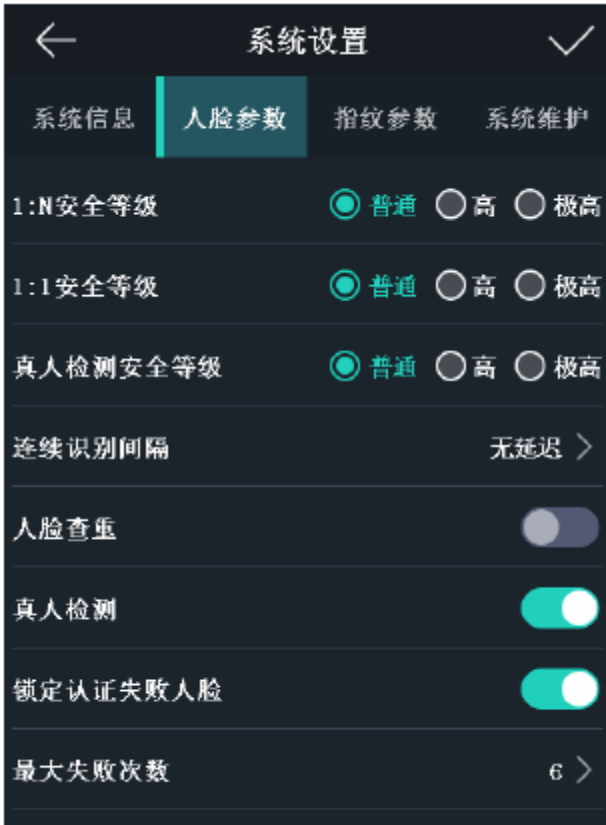 系统设置
系统信息 人脸参数 指纹参数 系统维护
1:N安全等级 普通 高 极高
1:1安全等级 普通 高 极高
真人检测安全等级 普通 高 极高
连续识别间隔 无延迟
人脸查重
真人检测
锁定认证失败人脸
最大失败次数 6